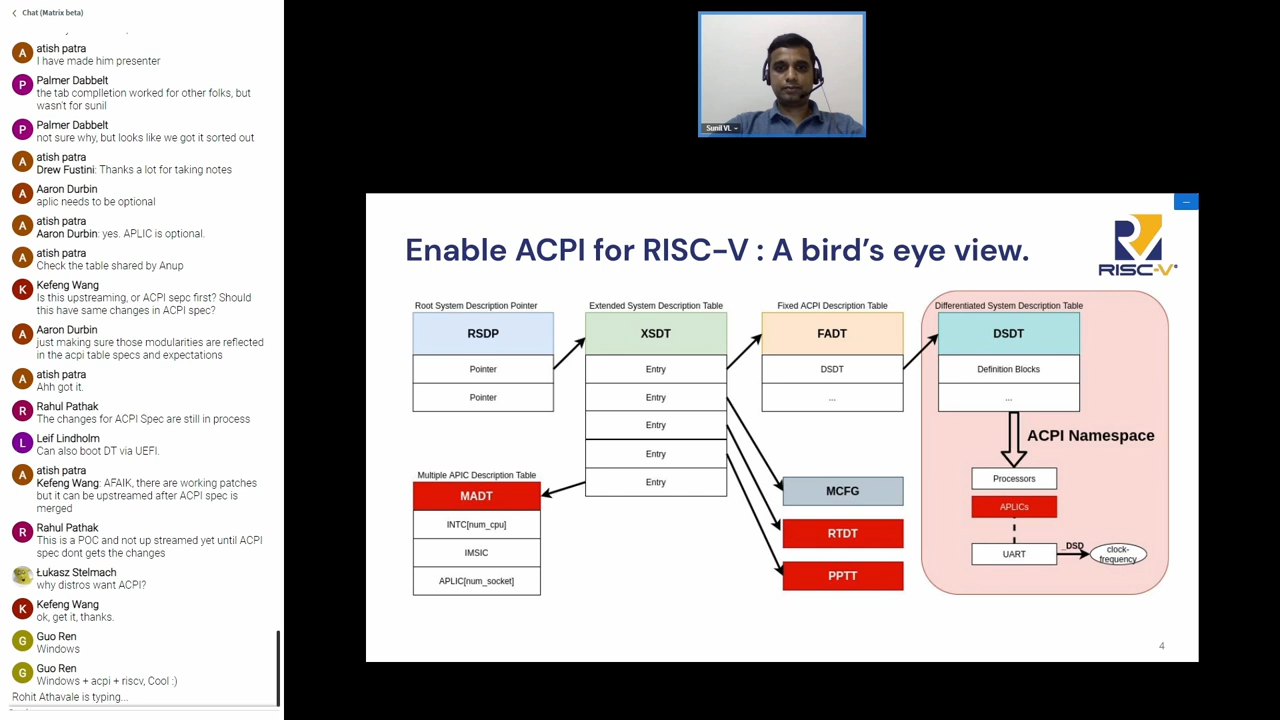 Chat (Matrix beta)
atish patra
I have made him presenter
Palmer Dabbelt
the tab complletion worked for other folks, but
wasn't for sunil
Palmer Dabbelt
not sure why, but looks like we got it sorted out
atish patra
Drew Fustini: Thanks a lot for taking notes
Aaron Durbin
aplic needs to be optional
atish patra
Aaron Durbin: yes. APLIC is optional.
atish patra
Check the table shared by Anup
Kefeng Wang
Is this upstreaming, or ACPI sepc first? Should
this have same changes in ACPI spec?
Aaron Durbin
just making sure those modularities are reflected
in the acpi table specs and expectations
atish patra
Ahh got it.
Rahul Pathak
The changes for ACPI Spec are still in process
Leif Lindholm
Can also boot DT via UEFI.
atish patra
Kefeng Wang: AFAIK, there are working patches
but it can be upstreamed after ACPI spec is
merged
Rahul Pathak
This is a POC and not up streamed yet until ACPI
spec dont gets the changes
Łukasz Stelmach
why distros want ACPI?
Kefeng Wang
ok, get it, thanks.
Guo Ren
Windows
Guo Ren
Windows + acpi + riscv, Cool :)
Rohit Athavale is typing...
A
P
P
A
A
A
A
K
A
A
R
L
A
R
K
G
G
Sunil VL
Enable ACPI for RISC-V : A bird's eye view.
RISC-V®
Root System Description Pointer
RSDP
Pointer
Pointer
Extended System Description Table
XSDT
Entry
Entry
Entry
Entry
Entry
Fixed ACPI Description Table
FADT
DSDT
...
Differentiated System Description Table
DSDT
Definition Blocks
...
ACPI Namespace
Processors
APLICs
UART
_DSD
clock-
frequency
Multiple APIC Description Table
MADT
INTC[num_cpu]
IMSIC
APLIC[num_socket]
MCFG
RTDT
PPTT
4